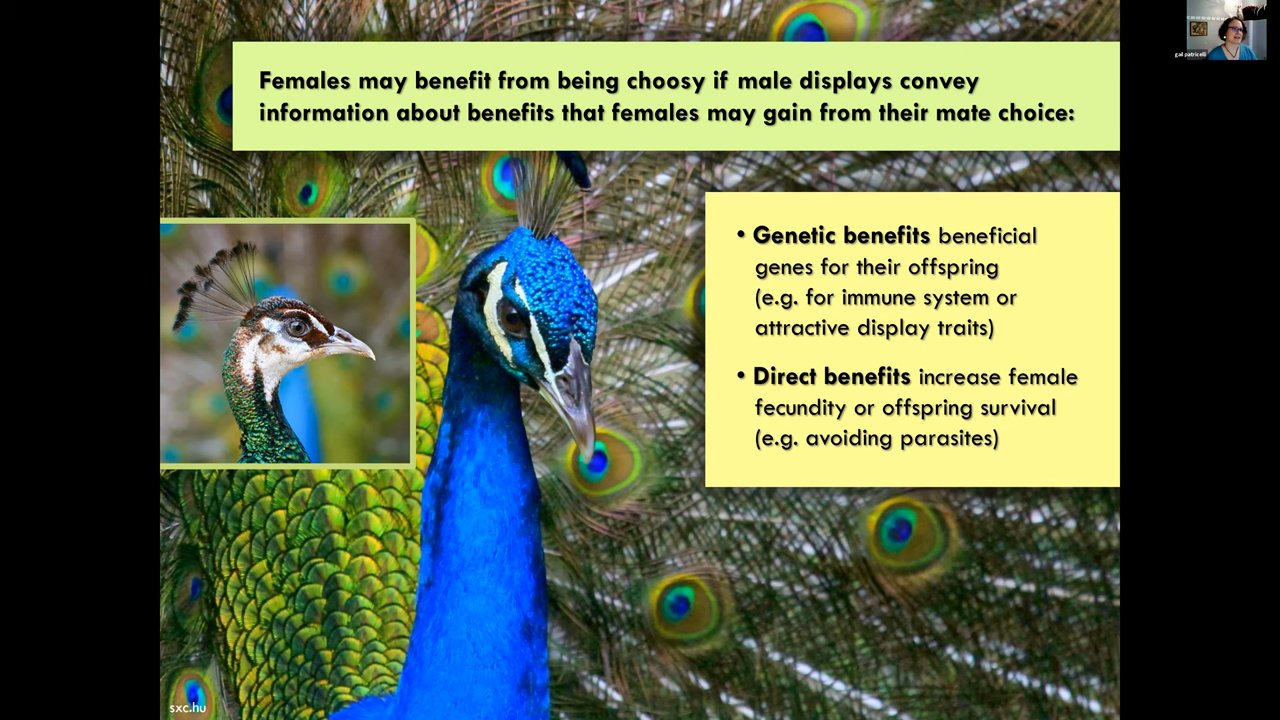 gail patricelli
Females may benefit from being choosy if male displays convey
information about benefits that females may gain from their mate choice:
• Genetic benefits beneficial
genes for their offspring
(e.g. for immune system or
attractive display traits)
• Direct benefits increase female
fecundity or offspring survival
(e.g. avoiding parasites)
sxc.hu